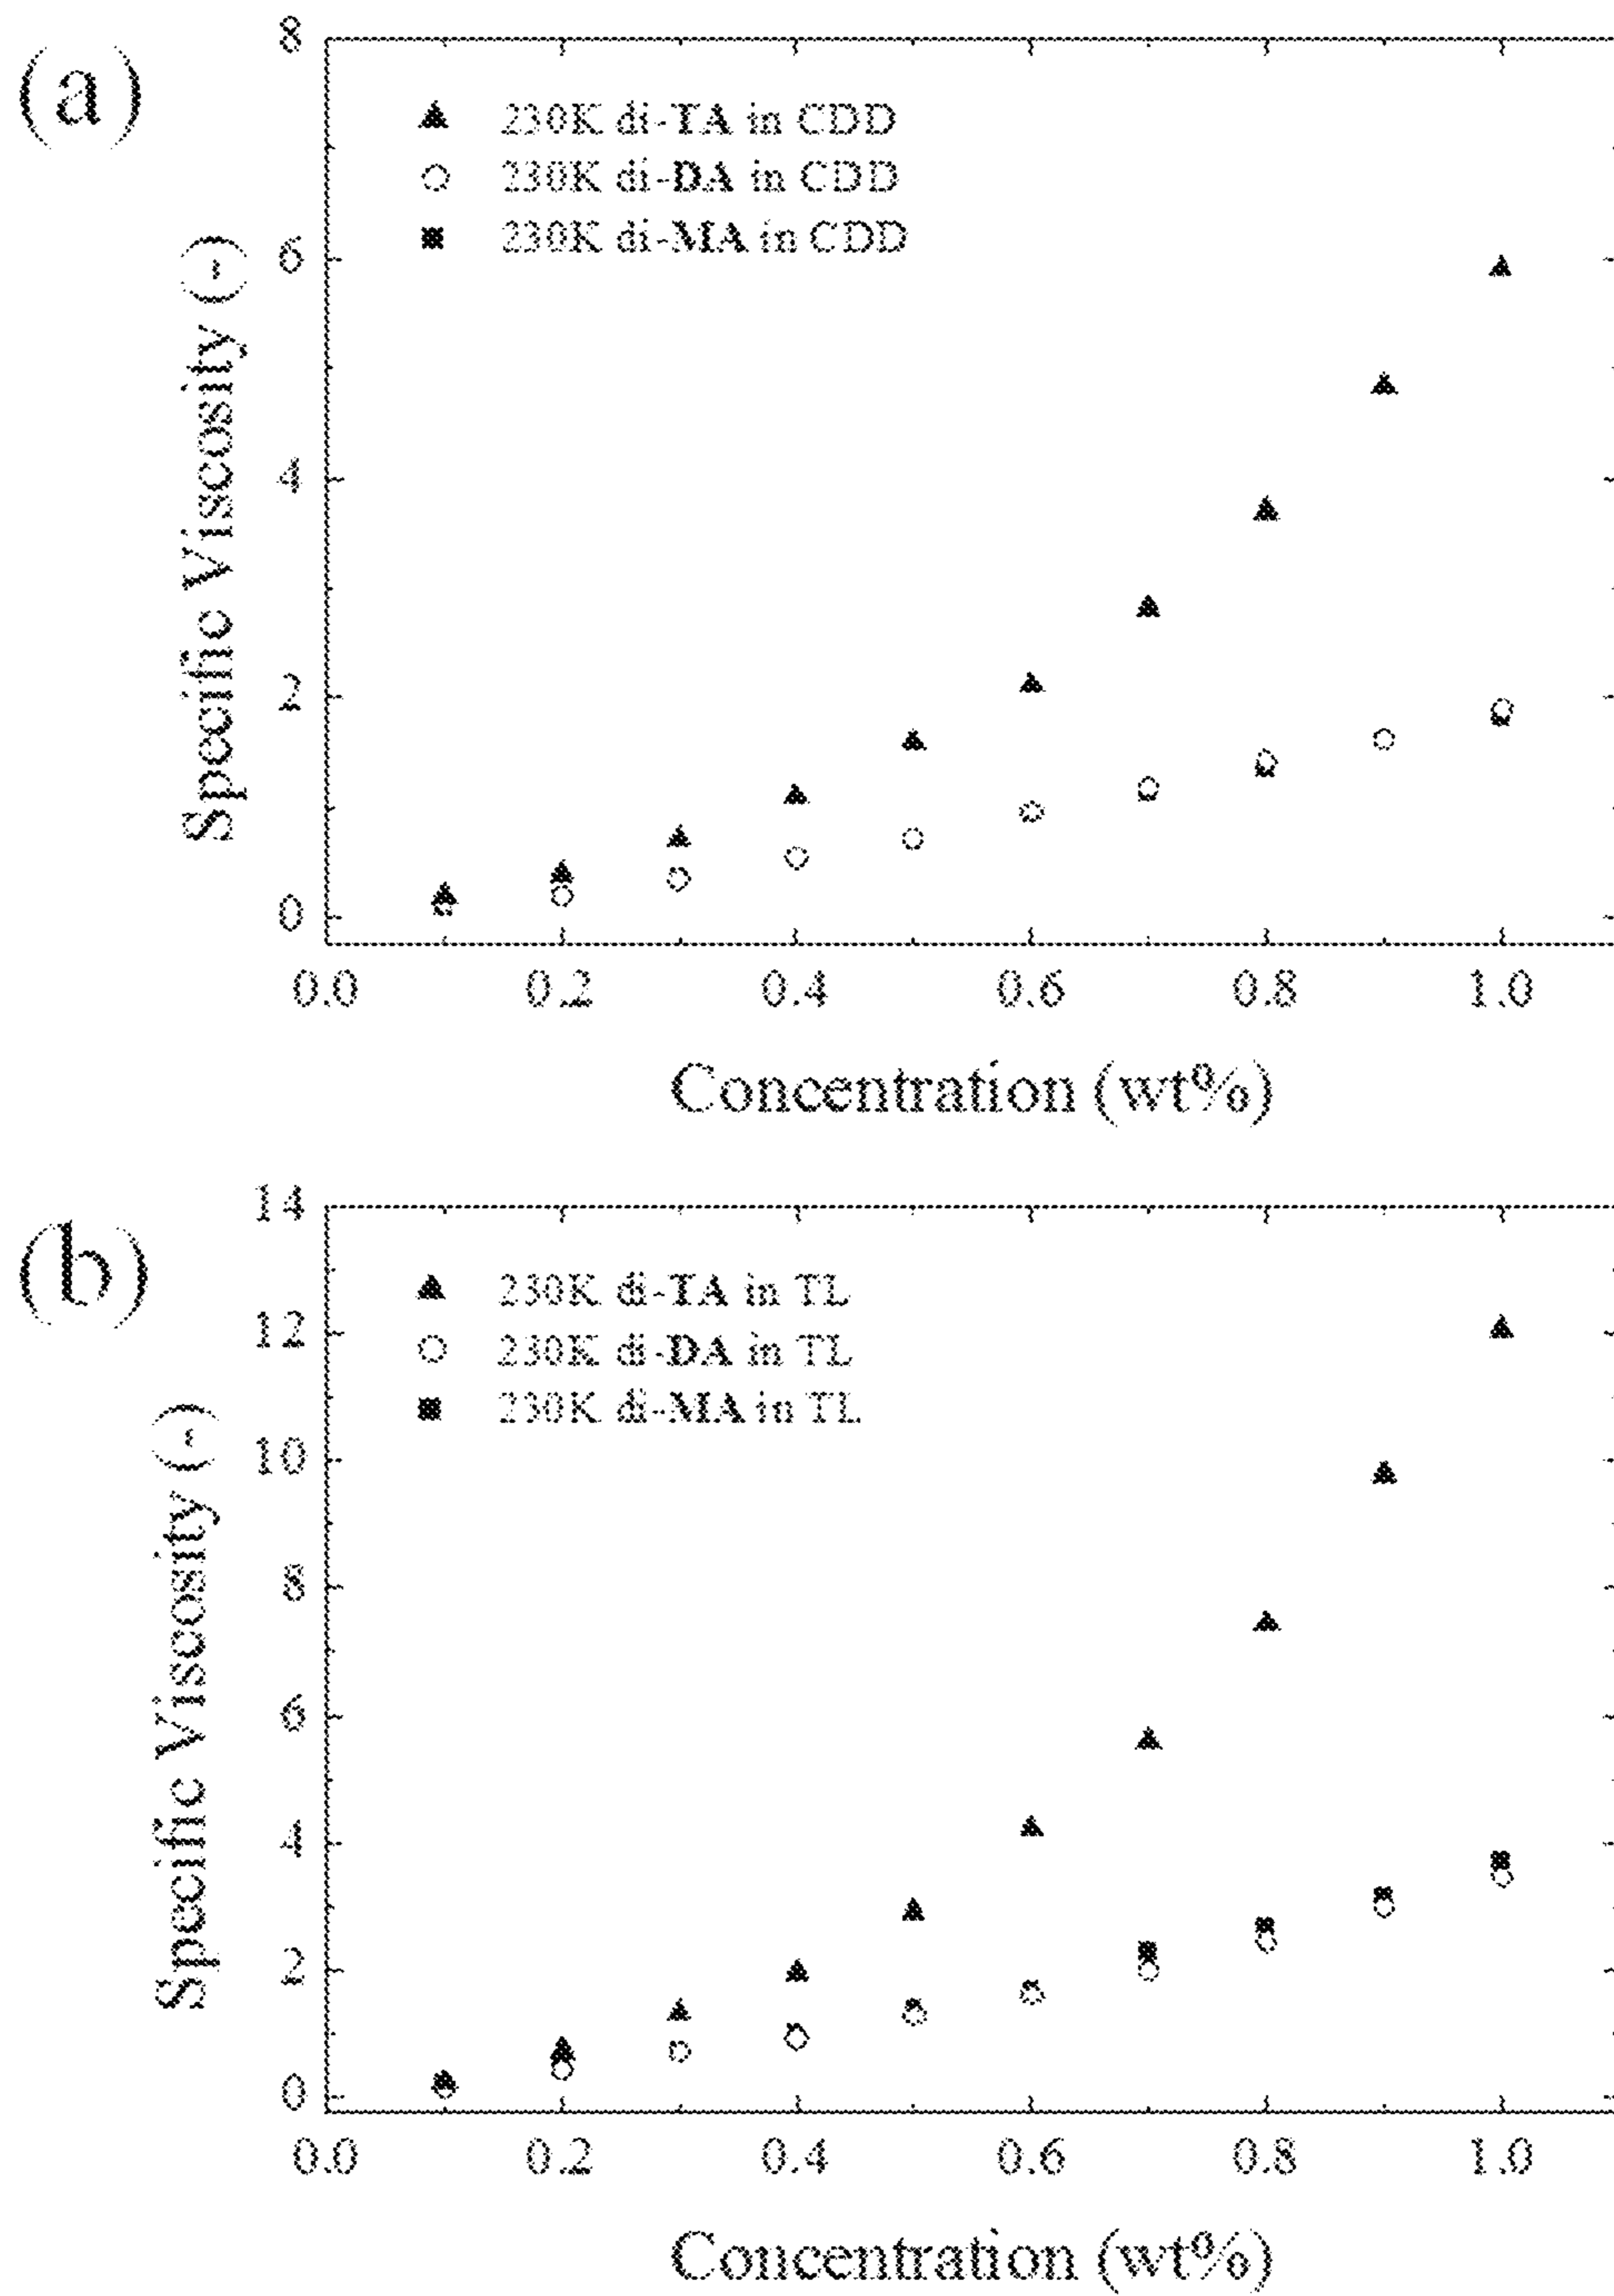 (a)
8
6
4
2
0
Specific Viscosity (-)
230K di-TA in CDD
230K di-DA in CDD
230K di-MA in CDD
0.0 0.2 0.4 0.6 0.8 1.0
Concentration (wt%)
(b)
14
12
10
8
6
4
2
0
Specific Viscosity (-)
230K di-TA in TL
230K di-DA in TL
230K di-MA in TL
0.0 0.2 0.4 0.6 0.8 1.0
Concentration (wt%)